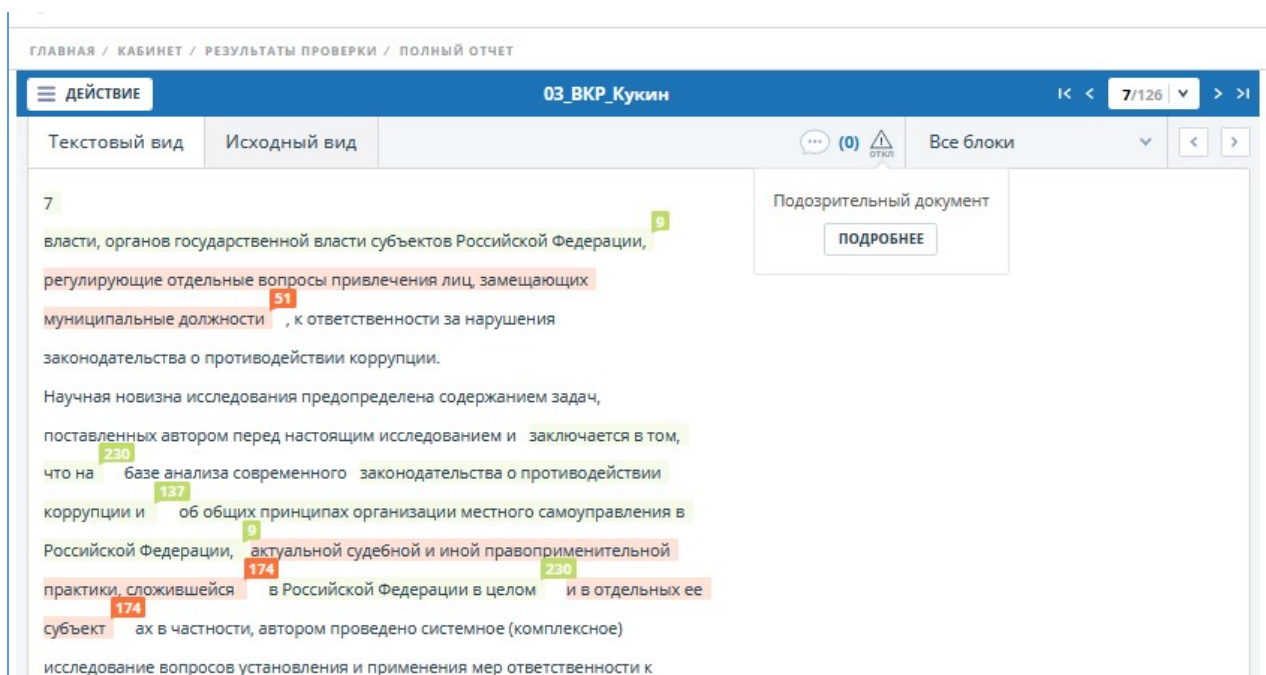 ГЛАВНАЯ / КАБИНЕТ / РЕЗУЛЬТАТЫ ПРОВЕРКИ / ПОЛНЫЙ ОТЧЕТ
ДЕЙСТВИЕ 03_ВКР_Кукин 7/126
Текстовый вид Исходный вид (0) откл Все блоки
Подозрительный документ
ПОДРОБНЕЕ
7
9
власти, органов государственной власти субъектов Российской Федерации,
регулирующие отдельные вопросы привлечения лиц, замещающих
51
муниципальные должности , к ответственности за нарушения
законодательства о противодействии коррупции.
Научная новизна исследования предопределена содержанием задач,
поставленных автором перед настоящим исследованием и заключается в том,
230
что на базе анализа современного законодательства о противодействии
137
коррупции и об общих принципах организации местного самоуправления в
9
Российской Федерации, актуальной судебной и иной правоприменительной
174 230
практики, сложившейся в Российской Федерации в целом и в отдельных ее
174
субъект ах в частности, автором проведено системное (комплексное)
исследование вопросов установления и применения мер ответственности к